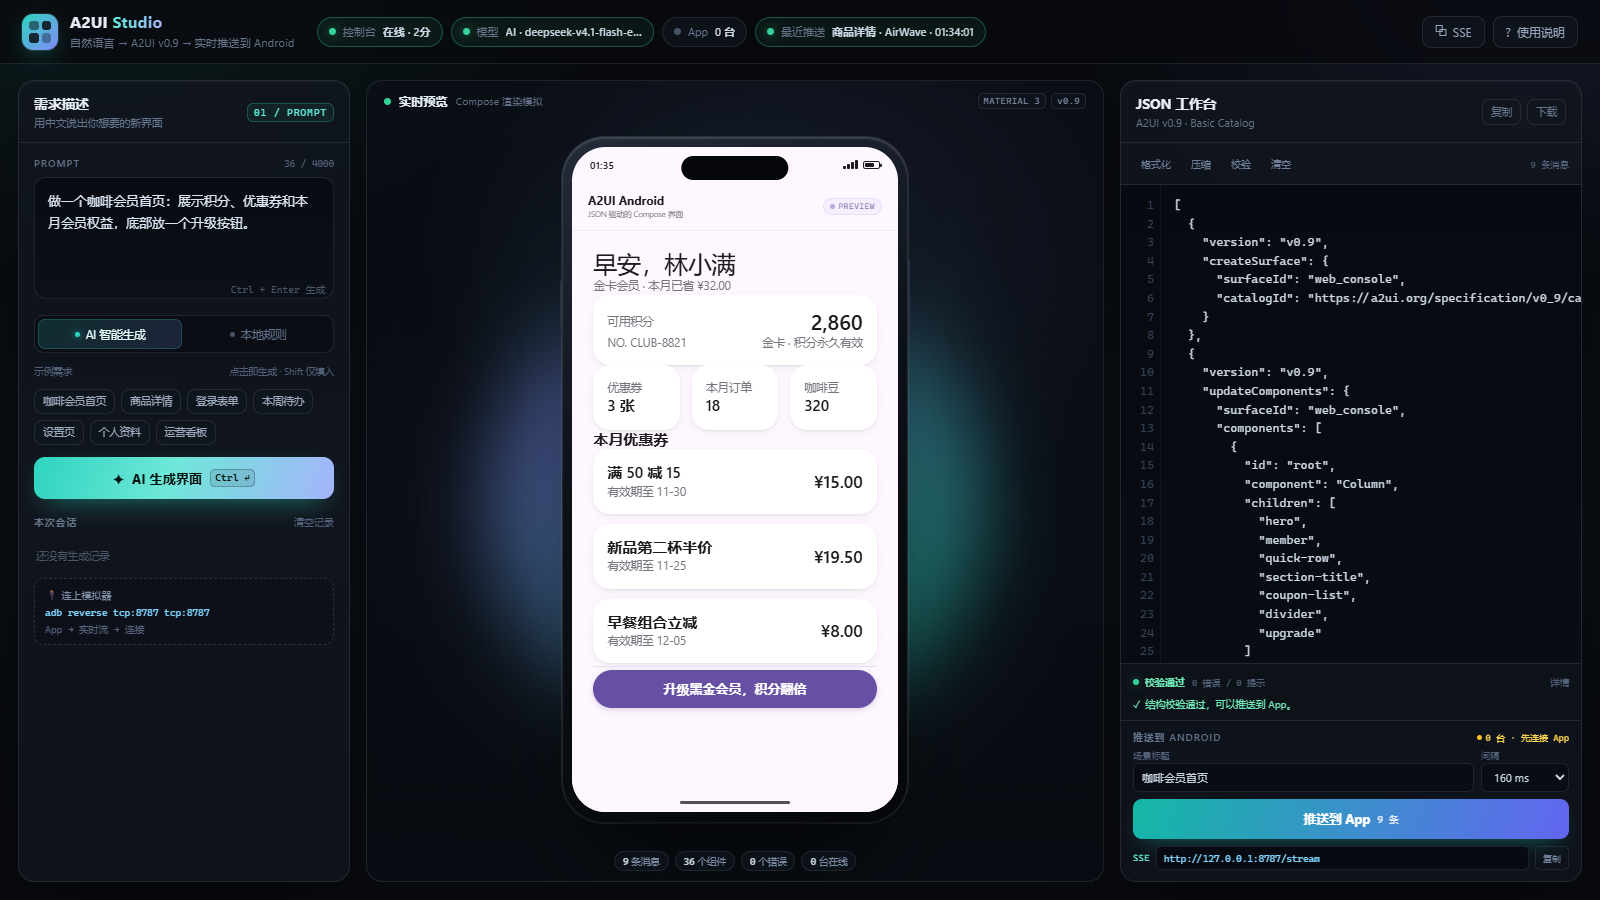 A2UI Studio
自然语言 → A2UI v0.9 → 实时推送到 Android
控制台 在线 · 2分
模型 AI · deepseek-v4.1-flash-e...
App 0 台
最近推送 商品详情 · AirWave · 01:34:01
SSE
? 使用说明
需求描述
用中文说出你想要的新界面
01 / PROMPT
PROMPT
36 / 4000
做一个咖啡会员首页：展示积分、优惠券和本
月会员权益，底部放一个升级按钮。
Ctrl + Enter 生成
AI 智能生成
本地规则
示例需求
点击即生成 · Shift 仅填入
咖啡会员首页
商品详情
登录表单
本周待办
设置页
个人资料
运营看板
✦ AI 生成界面 Ctrl ↵
本次会话
清空记录
还没有生成记录
连上模拟器
adb reverse tcp:8787 tcp:8787
App → 实时流 → 连接
实时预览 Compose 渲染模拟
MATERIAL 3
v0.9
01:35
A2UI Android
JSON 驱动的 Compose 界面
PREVIEW
早安，林小满
金卡会员 · 本月已省 ¥32.00
可用积分
2,860
NO. CLUB-8821
金卡 · 积分永久有效
优惠券
3 张
本月订单
18
咖啡豆
320
本月优惠券
满 50 减 15
有效期至 11-30
¥15.00
新品第二杯半价
有效期至 11-25
¥19.50
早餐组合立减
有效期至 12-05
¥8.00
升级黑金会员，积分翻倍
9 条消息
36 个组件
0 个错误
0 台在线
JSON 工作台
A2UI v0.9 · Basic Catalog
复制
下载
格式化
压缩
校验
清空
9 条消息
1 [
2 {
3 "version": "v0.9",
4 "createSurface": {
5 "surfaceId": "web_console",
6 "catalogId": "https://a2ui.org/specification/v0_9/ca
7 }
8 },
9 {
10 "version": "v0.9",
11 "updateComponents": {
12 "surfaceId": "web_console",
13 "components": [
14 {
15 "id": "root",
16 "component": "Column",
17 "children": [
18 "hero",
19 "member",
20 "quick-row",
21 "section-title",
22 "coupon-list",
23 "divider",
24 "upgrade"
25 ]
校验通过 0 错误 / 0 提示
详情
✓ 结构校验通过，可以推送到 App。
推送到 ANDROID
0 台 · 先连接 App
场景标题
间隔
咖啡会员首页
160 ms
推送到 App 9 条
SSE
http://127.0.0.1:8787/stream
复制